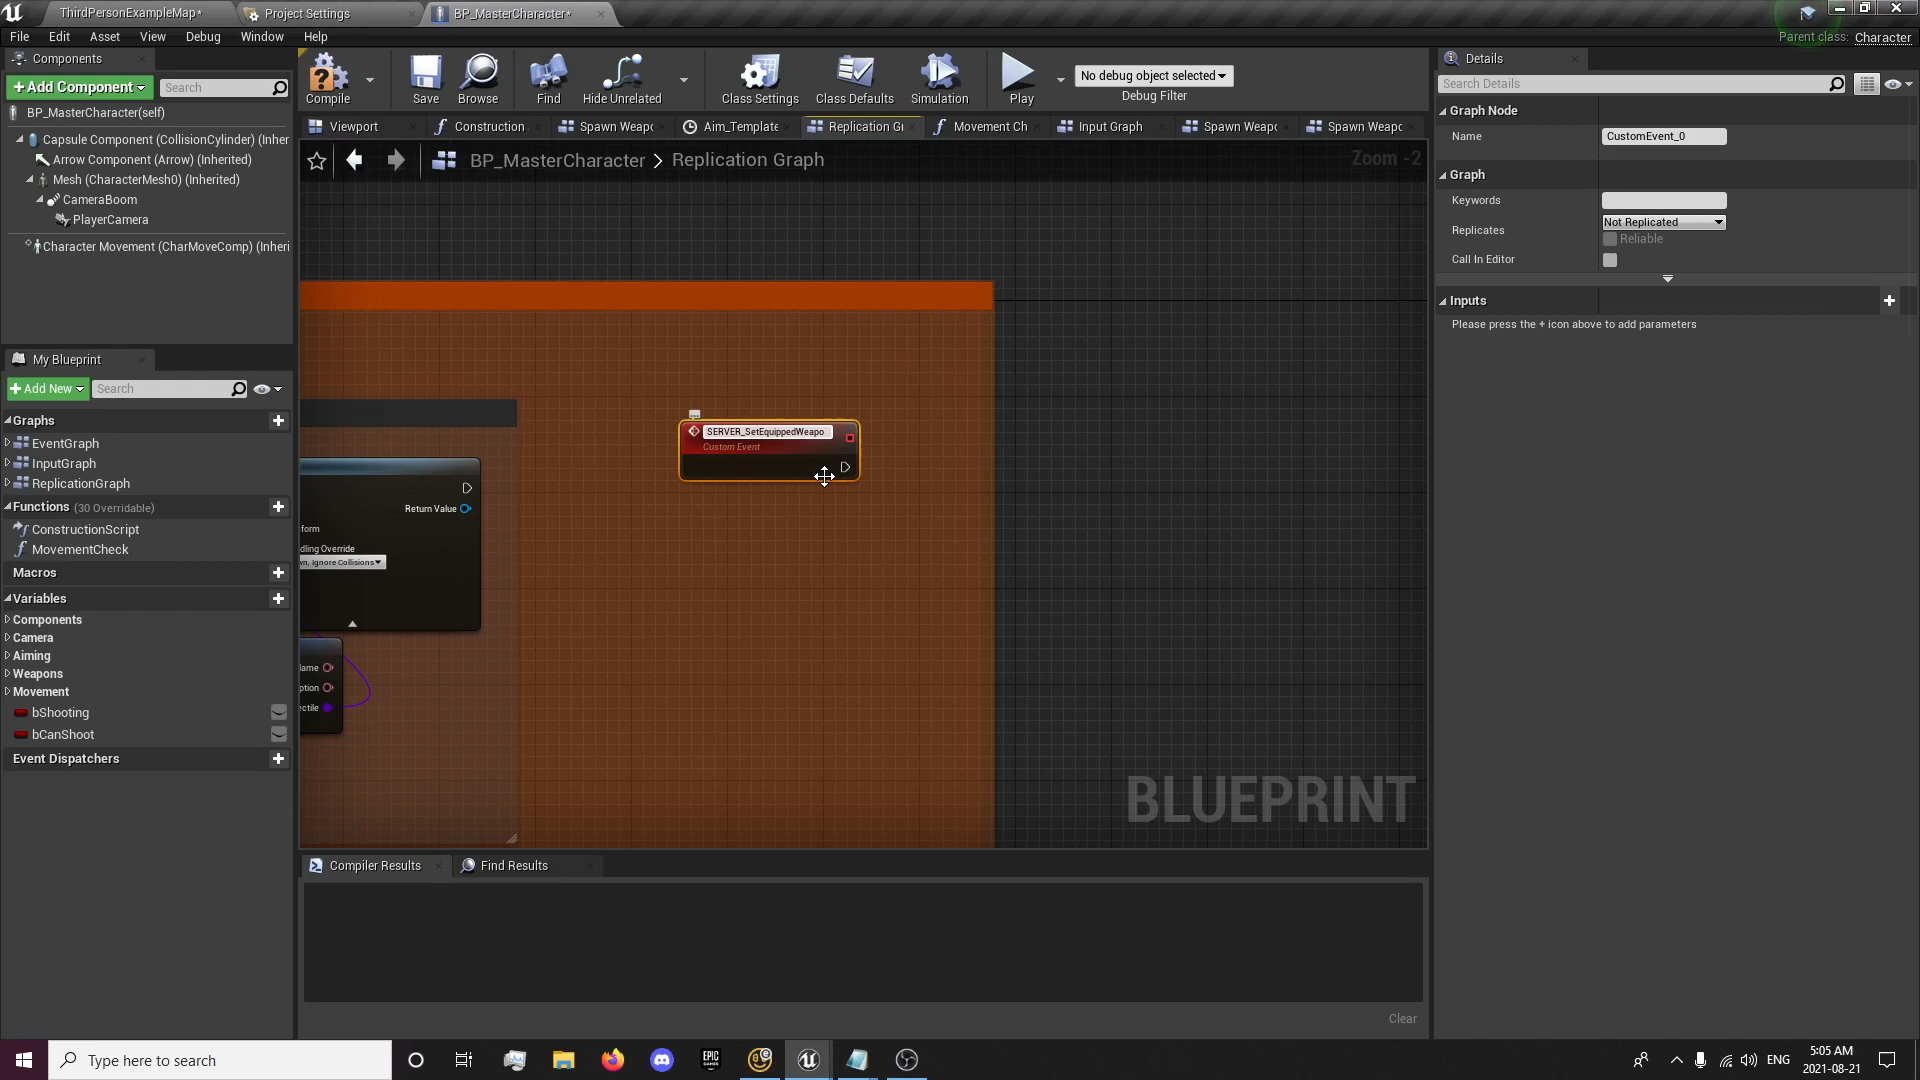 ThirdPersonExampleMap*
Project Settings
BP_MasterCharacter*
File Edit Asset View Debug Window Help
Parent class: Character
Components
+ Add Component
Search
BP_MasterCharacter(self)
Capsule Component (CollisionCylinder) (Inher
Arrow Component (Arrow) (Inherited)
Mesh (CharacterMesh0) (Inherited)
CameraBoom
PlayerCamera
Character Movement (CharMoveComp) (Inheri
My Blueprint
+ Add New
Search
Graphs
EventGraph
InputGraph
ReplicationGraph
Functions (30 Overridable)
ConstructionScript
MovementCheck
Macros
Variables
Components
Camera
Aiming
Weapons
Movement
bShooting
bCanShoot
Event Dispatchers
Compile
Save
Browse
Find
Hide Unrelated
Class Settings
Class Defaults
Simulation
Play
No debug object selected
Debug Filter
Viewport
Construction
Spawn Weapo
Aim_Template
Replication Gi
Movement Ch
Input Graph
Spawn Weapo
Spawn Weapo
BP_MasterCharacter > Replication Graph
Zoom -2
SERVER_SetEquippedWeapo
Custom Event
Return Value
form
dling Override
wn, Ignore Collisions
lame
ption
ectile
BLUEPRINT
Compiler Results
Find Results
Clear
Details
Search Details
Graph Node
Name CustomEvent_0
Graph
Keywords
Replicates Not Replicated
Reliable
Call In Editor
Inputs
Please press the + icon above to add parameters
Type here to search
EPIC
ENG
5:05 AM
2021-08-21